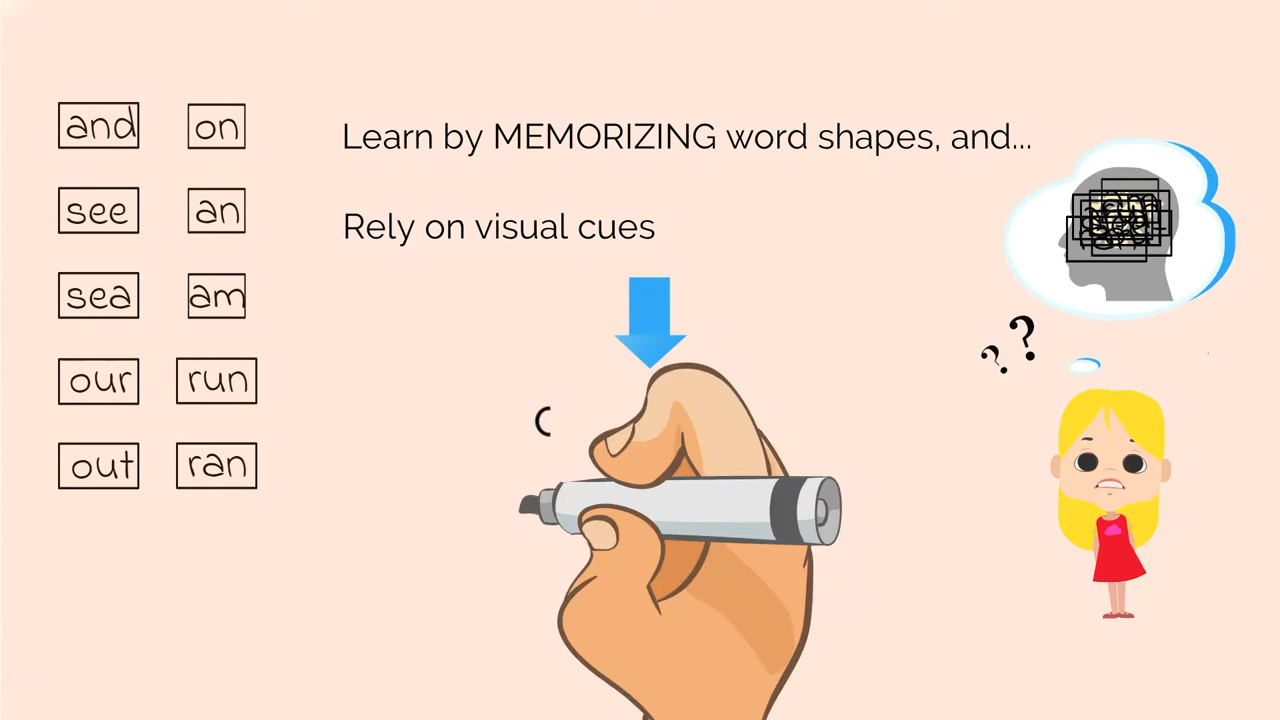 and on
see an
sea am
our run
out ran
Learn by MEMORIZING word shapes, and...
Rely on visual cues
? ?